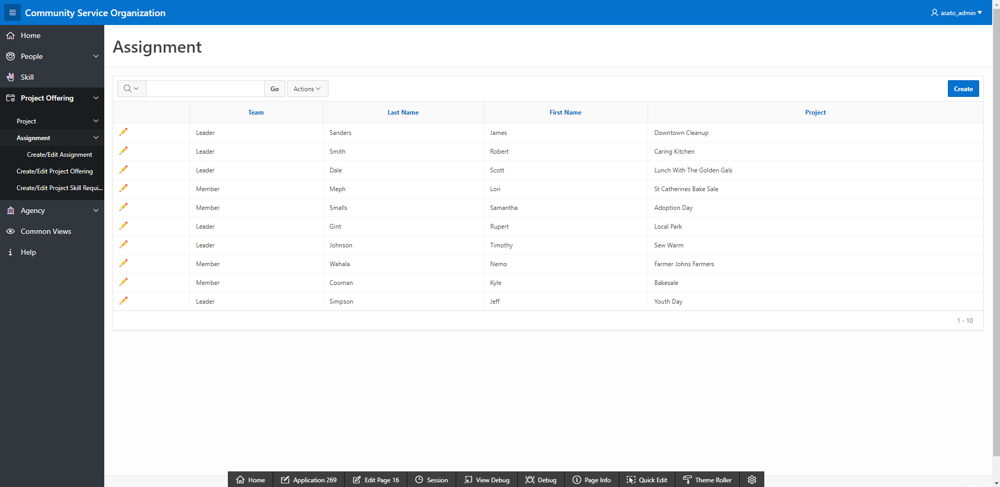 Community Service Organization
asato_admin
Home
People
Skill
Project Offering
Project
Assignment
Create/Edit Assignment
Create/Edit Project Offering
Create/Edit Project Skill Requi...
Agency
Common Views
Help
Assignment
Go
Actions
Create
Team Last Name First Name Project
Leader Sanders James Downtown Cleanup
Leader Smith Robert Caring Kitchen
Leader Dale Scott Lunch With The Golden Gals
Member Meph Lori St Catherines Bake Sale
Member Smalls Samantha Adoption Day
Leader Gint Rupert Local Park
Leader Johnson Timothy Sew Warm
Member Wahala Nemo Farmer Johns Farmers
Member Cooman Kyle Bakesale
Leader Simpson Jeff Youth Day
1 - 10
Home Application 269 Edit Page 16 Session View Debug Debug Page Info Quick Edit Theme Roller